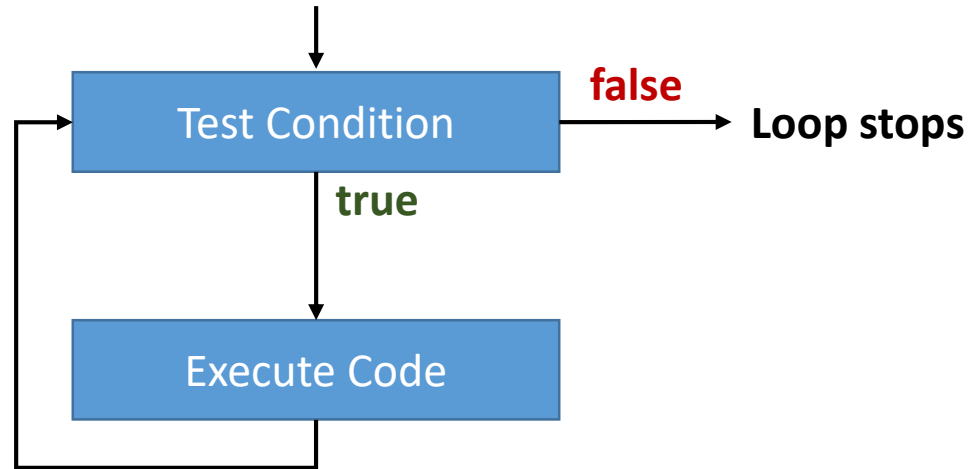 Test Condition
false
Loop stops
true
Execute Code